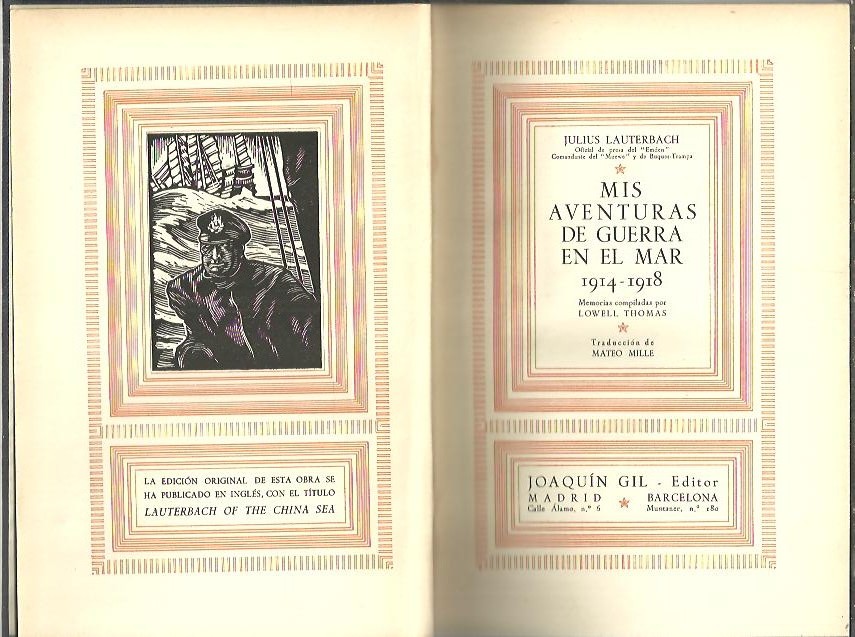 LA EDICIÓN ORIGINAL DE ESTA OBRA SE
HA PUBLICADO EN INGLÉS, CON EL TÍTULO
LAUTERBACH OF THE CHINA SEA
JULIUS LAUTERBACH
Oficial de presa del "Emden"
Comandante del "Moewe" y de Buques-Trampa
MIS
AVENTURAS
DE GUERRA
EN EL MAR
1914-1918
Memorias compiladas por
LOWELL THOMAS
Traducción de
MATEO MILLE
JOAQUÍN GIL - Editor
MADRID BARCELONA
Calle Álamo, n.º 6 Muntaner, n.º 180